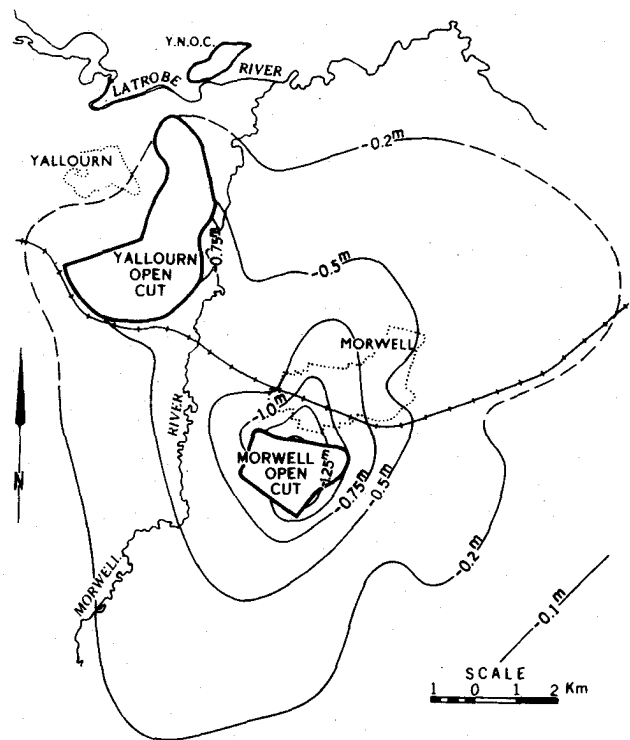 Y.N.O.C.
LATROBE RIVER
-0.2m
YALLOURN
-0.75m
YALLOURN
OPEN
CUT
-0.5m
MORWELL
-1.0m
RIVER
MORWELL
OPEN
CUT
-1.25m
-0.75m
-0.5m
N
-0.2m
MORWELL
-0.1m
SCALE
1 0 1 2 Km